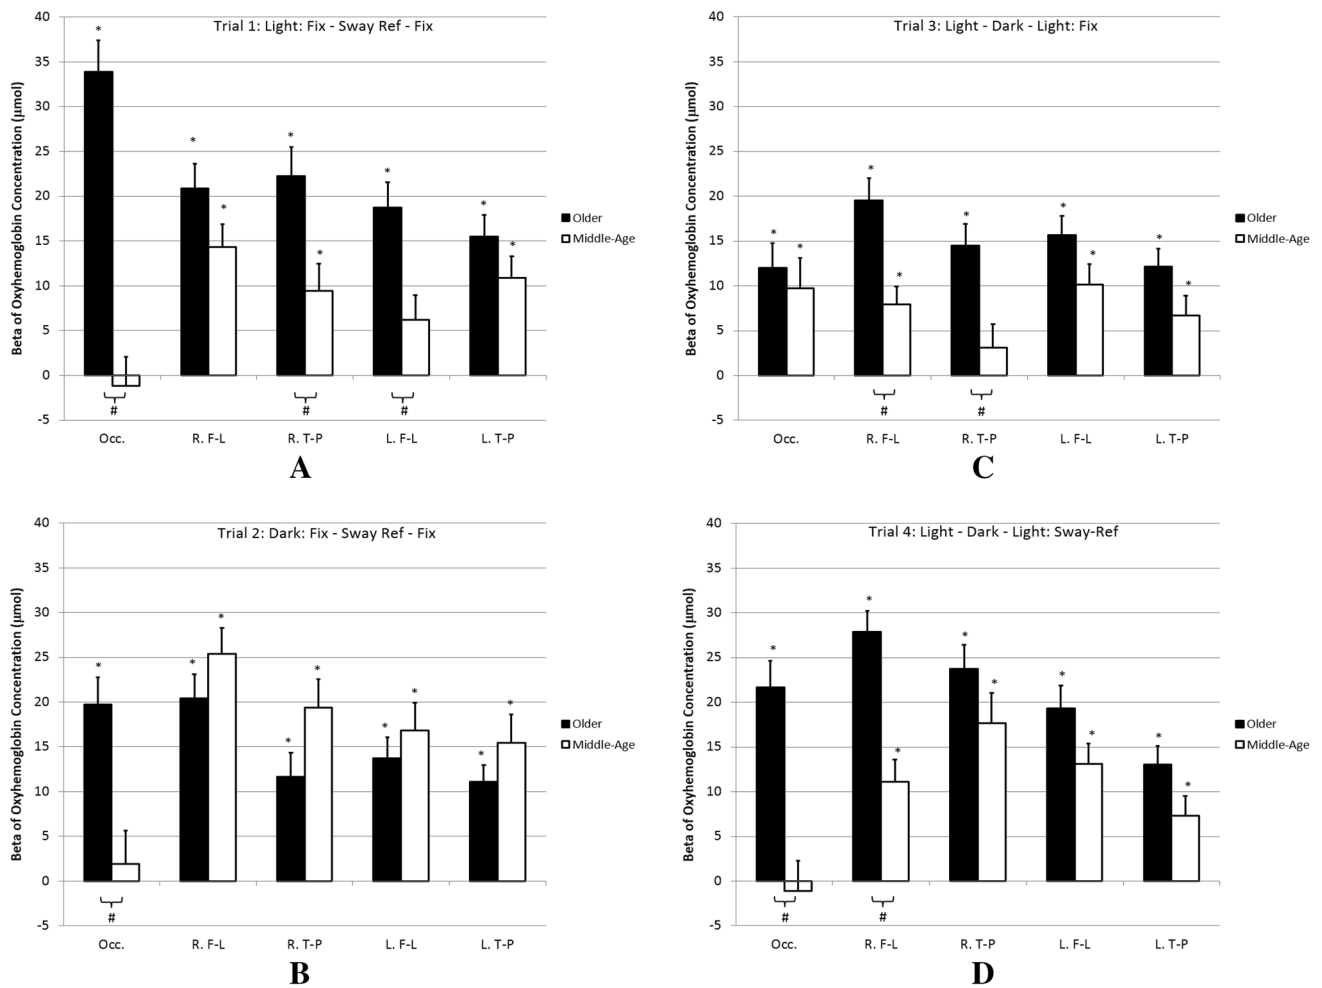 Trial 1: Light: Fix - Sway Ref - Fix
Beta of Oxyhemoglobin Concentration (µmol)
40
35
30
25
20
15
10
5
0
-5
* * * * * * * *
# # #
Occ. R. F-L R. T-P L. F-L L. T-P
Older
Middle-Age
A
Trial 3: Light - Dark - Light: Fix
Beta of Oxyhemoglobin Concentration (µmol)
40
35
30
25
20
15
10
5
0
-5
* * * * * * * * *
# #
Occ. R. F-L R. T-P L. F-L L. T-P
Older
Middle-Age
C
Trial 2: Dark: Fix - Sway Ref - Fix
Beta of Oxyhemoglobin Concentration (µmol)
40
35
30
25
20
15
10
5
0
-5
* * * * * * * * *
#
Occ. R. F-L R. T-P L. F-L L. T-P
Older
Middle-Age
B
Trial 4: Light - Dark - Light: Sway-Ref
Beta of Oxyhemoglobin Concentration (µmol)
40
35
30
25
20
15
10
5
0
-5
* * * * * * * * *
# #
Occ. R. F-L R. T-P L. F-L L. T-P
Older
Middle-Age
D